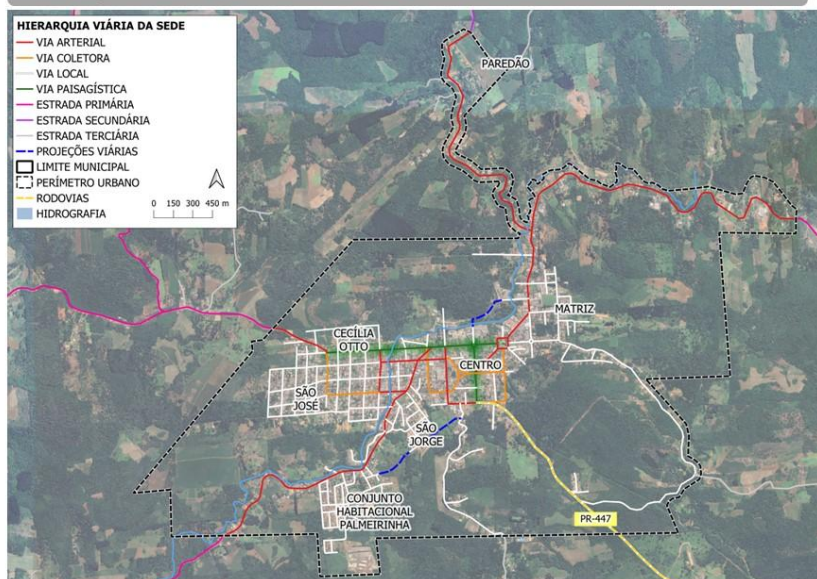 HIERARQUIA VIÁRIA DA SEDE
VIA ARTERIAL
VIA COLETORA
VIA LOCAL
VIA PAISAGÍSTICA
ESTRADA PRIMÁRIA
ESTRADA SECUNDÁRIA
ESTRADA TERCIÁRIA
PROJEÇÕES VIÁRIAS
LIMITE MUNICIPAL
PERÍMETRO URBANO
RODOVIAS
HIDROGRAFIA
0 150 300 450 m
PAREDÃO
MATRIZ
CECÍLIA
OTTO
CENTRO
SÃO
JOSÉ
SÃO
JORGE
CONJUNTO
HABITACIONAL
PALMEIRINHA
PR-447